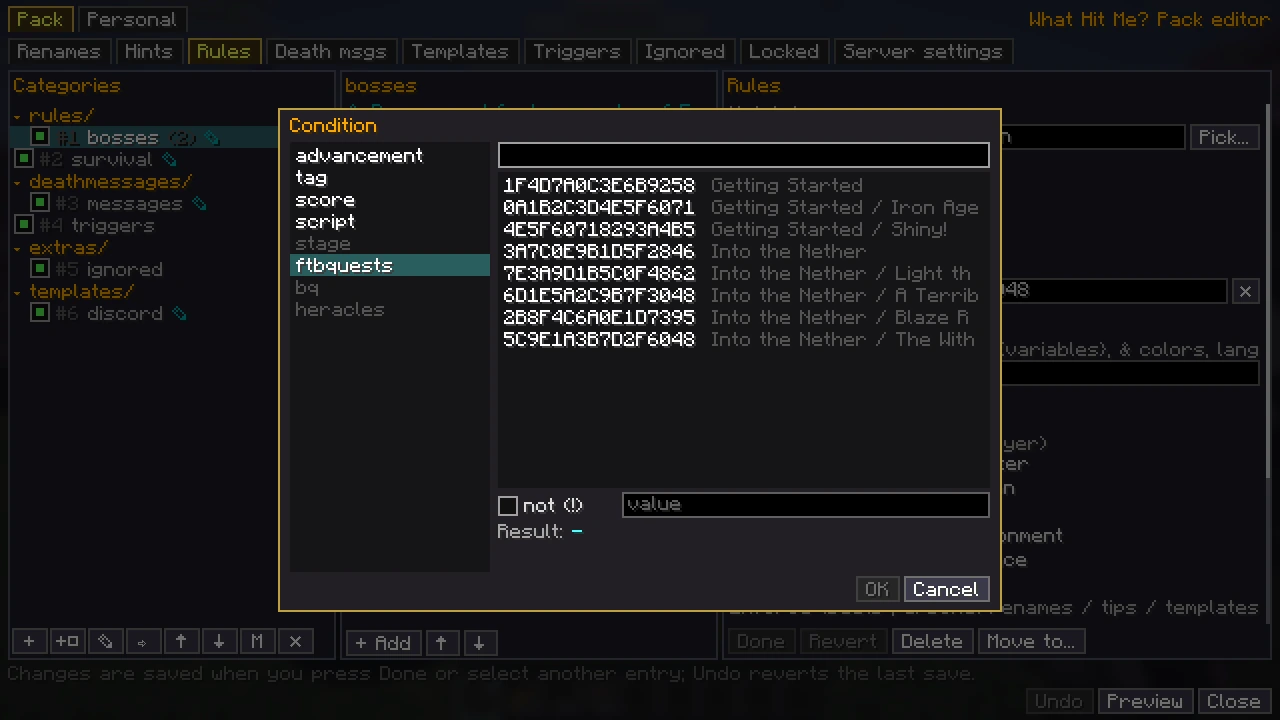 Pack Personal What Hit Me? Pack editor
Renames Hints Rules Death msgs Templates Triggers Ignored Locked Server settings
Categories bosses Rules
rules/
#1 bosses (2)
#2 survival
deathmessages/
#3 messages
#4 triggers
extras/
#5 ignored
templates/
#6 discord
+ Add
Condition
advancement
tag
score
script
stage
ftbquests
bq
heracles
1F4D7A0C3E6B9258 Getting Started
0A1B2C3D4E5F6071 Getting Started / Iron Age
4E5F60718293A4B5 Getting Started / Shiny!
3A7C0E9B1D5F2846 Into the Nether
7E3A9D1B5C0F4862 Into the Nether / Light th
6D1E5A2C9B7F3048 Into the Nether / A Terrib
2B8F4C6A0E1D7395 Into the Nether / Blaze R
5C9E1A3B7D2F6048 Into the Nether / The With
not (!) value
Result: –
OK Cancel
Pick...
048
(variables), & colors, lang
yer)
ter
n
onment
ce
enames / tips / templates
Done Revert Delete Move to...
Changes are saved when you press Done or select another entry; Undo reverts the last save.
Undo Preview Close